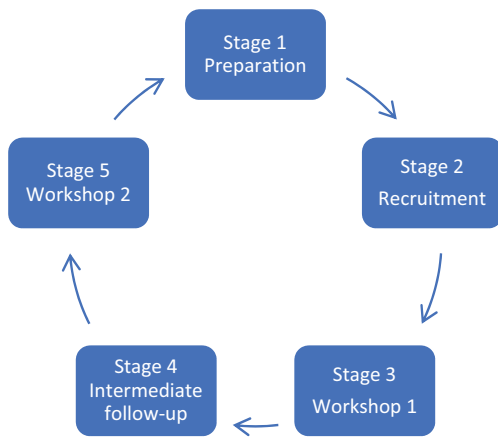 Stage 1
Preparation
Stage 2
Recruitment
Stage 3
Workshop 1
Stage 4
Intermediate
follow-up
Stage 5
Workshop 2